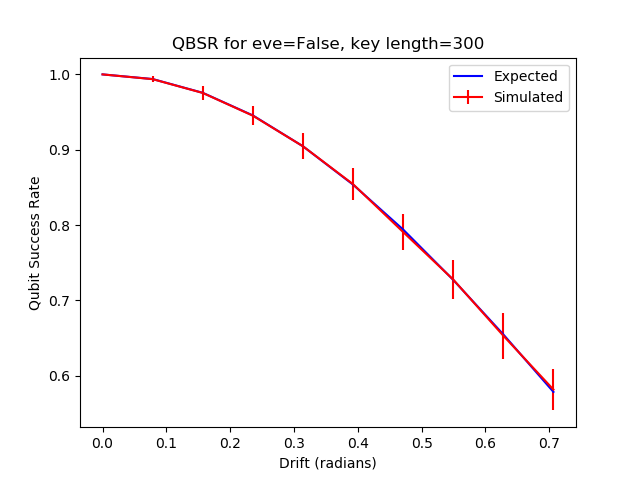 QBSR for eve=False, key length=300
Expected
Simulated
Qubit Success Rate
1.0
0.9
0.8
0.7
0.6
0.0 0.1 0.2 0.3 0.4 0.5 0.6 0.7
Drift (radians)